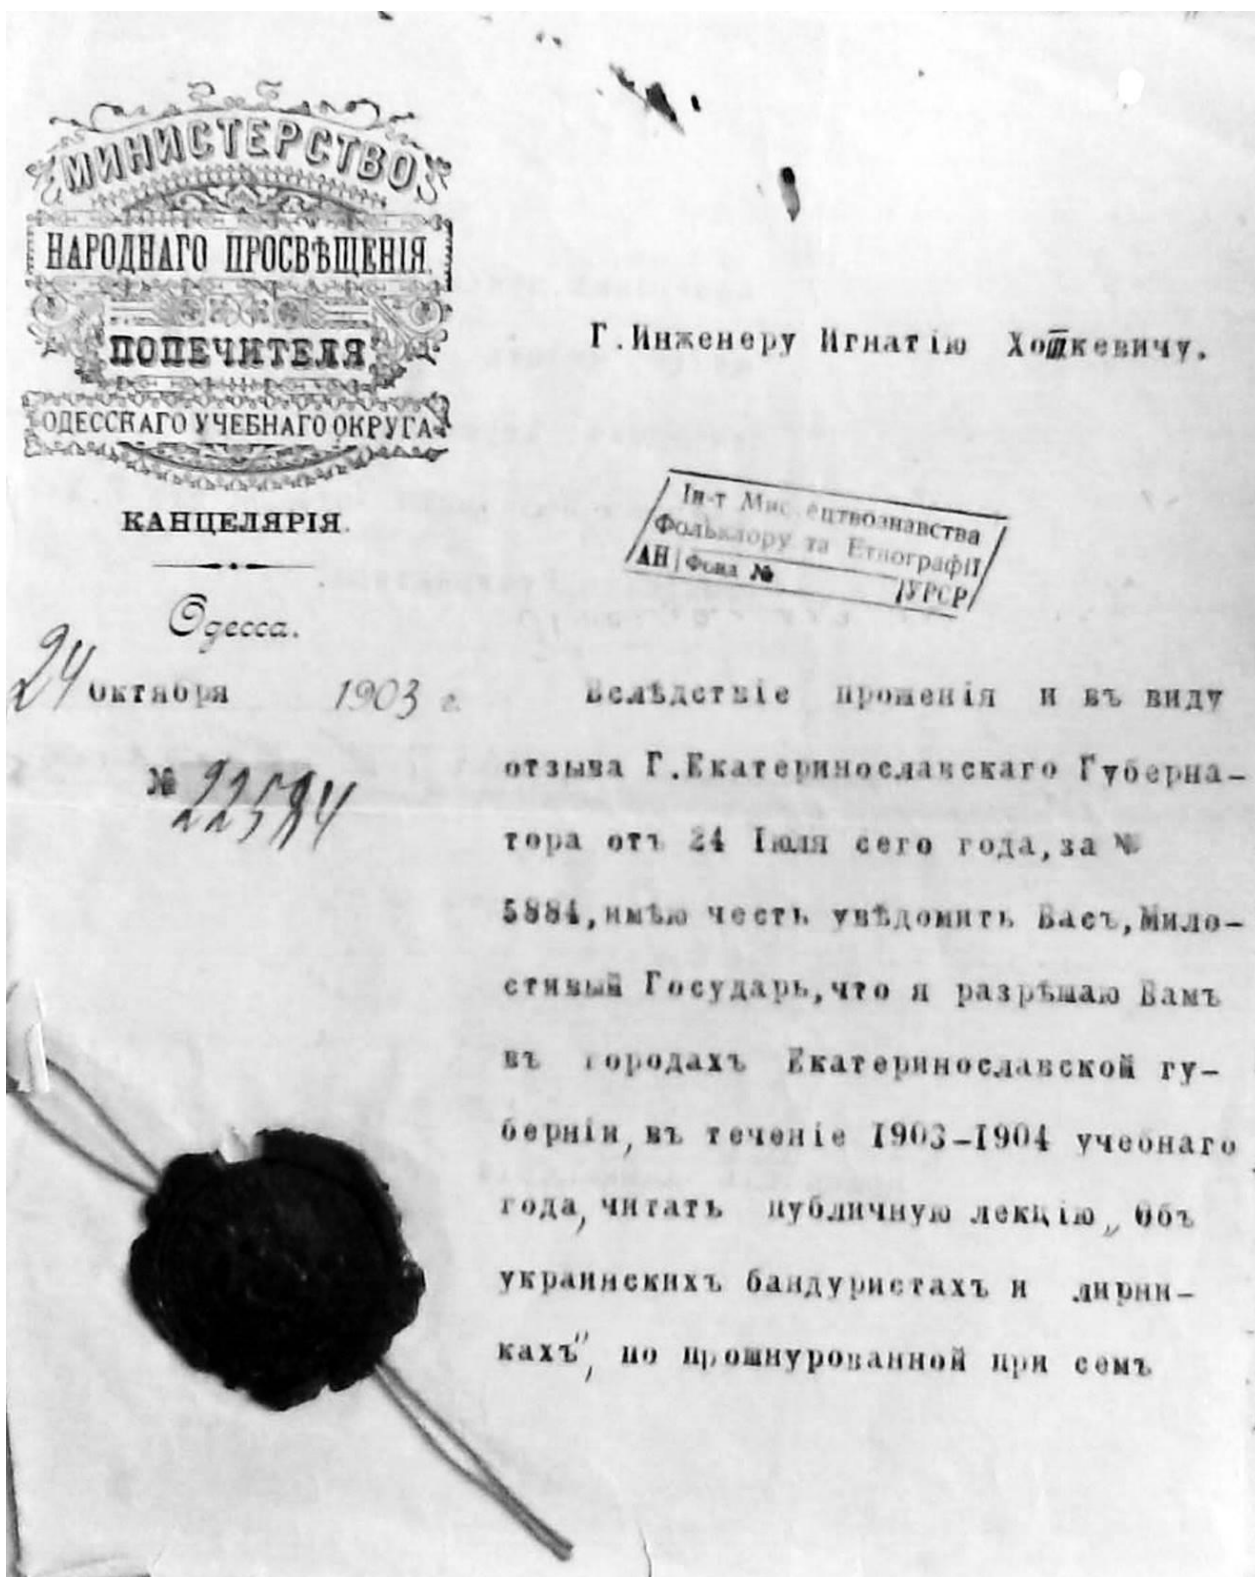 МИНИСТЕРСТВО
НАРОДНАГО ПРОСВѢЩЕНІЯ.
ПОПЕЧИТЕЛЯ
ОДЕССКАГО УЧЕБНАГО ОКРУГА
КАНЦЕЛЯРІЯ.
Одесса.
24 октября 1903 г.
№ 22584
Г.Инженеру Игнатію Хоткевичу.
Ін-т Мистецтвознавства
Фольклору та Етнографії
АН Фонд № УРСР
Вслѣдствіе прошенія и въ виду
отзыва Г.Екатеринославскаго Губерна-
тора отъ 24 Іюля сего года, за №
5884, имѣю честь увѣдомить Васъ, Мило-
стивый Государь, что я разрѣшаю Вамъ
въ городахъ Екатеринославской гу-
берніи, въ теченіе 1903-1904 учебнаго
года, читать публичную лекцію „Объ
украинскихъ бандуристахъ и лирни-
кахъ", по прошнурованной при семъ